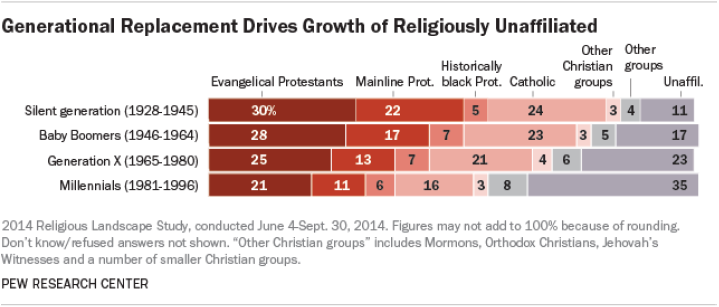 Generational Replacement Drives Growth of Religiously Unaffiliated
Evangelical Protestants Mainline Prot. Historically black Prot. Catholic Other Christian groups Other groups Unaffil.
Silent generation (1928-1945) 30% 22 5 24 3 4 11
Baby Boomers (1946-1964) 28 17 7 23 3 5 17
Generation X (1965-1980) 25 13 7 21 4 6 23
Millennials (1981-1996) 21 11 6 16 3 8 35
2014 Religious Landscape Study, conducted June 4-Sept. 30, 2014. Figures may not add to 100% because of rounding.
Don't know/refused answers not shown. "Other Christian groups" includes Mormons, Orthodox Christians, Jehovah's
Witnesses and a number of smaller Christian groups.
PEW RESEARCH CENTER